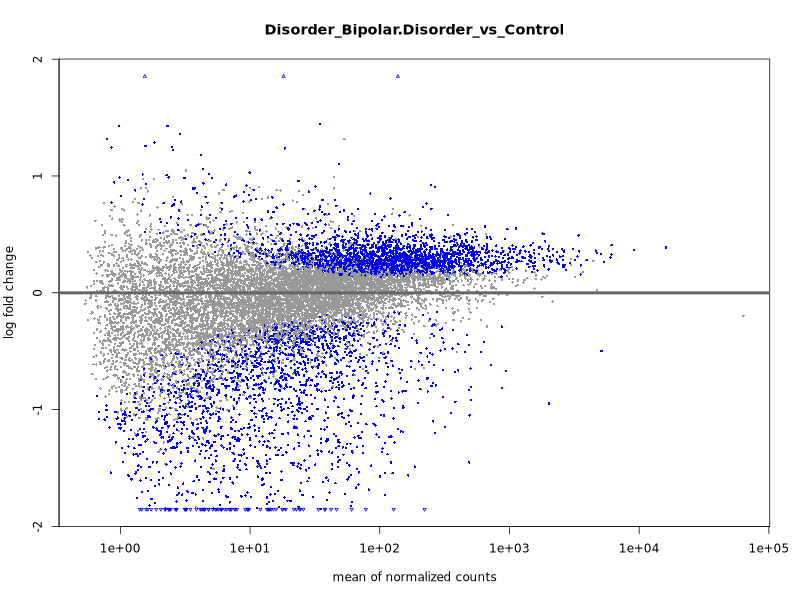 Disorder_Bipolar.Disorder_vs_Control
2
1
0
-1
-2
log fold change
1e+00 1e+01 1e+02 1e+03 1e+04 1e+05
mean of normalized counts